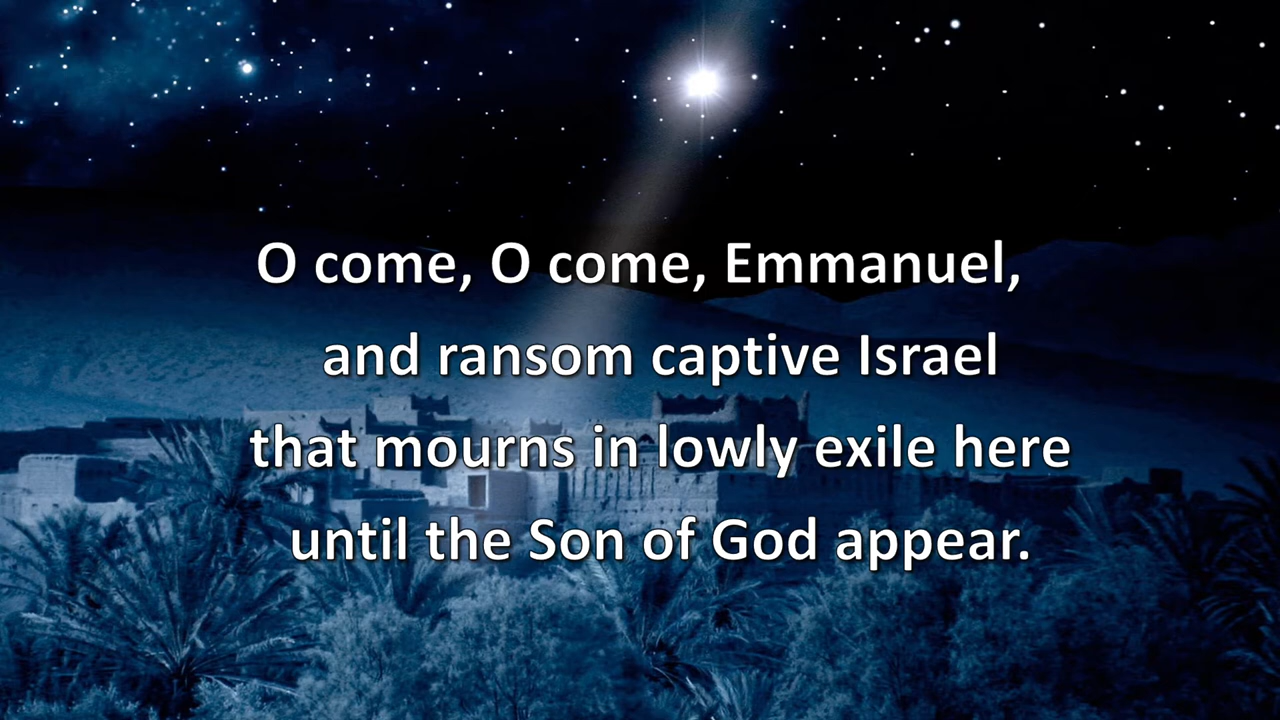 O come, O come, Emmanuel,
and ransom captive Israel
that mourns in lowly exile here
until the Son of God appear.